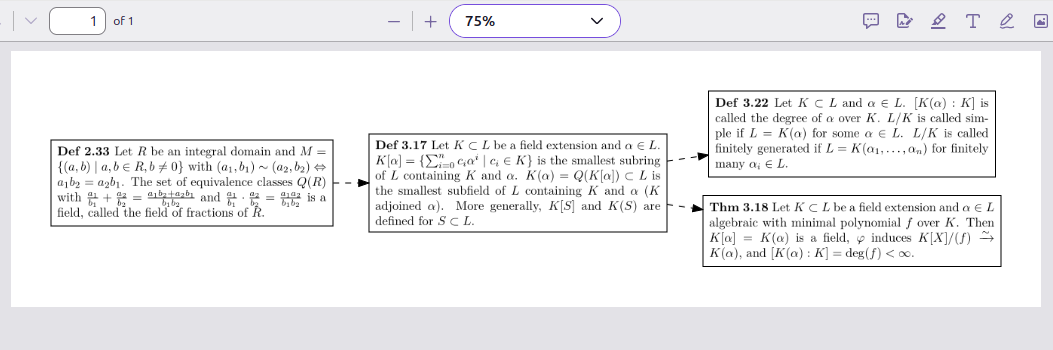 1 of 1
75%
Def 2.33 Let R be an integral domain and M =
{(a, b) | a, b ∈ R, b ≠ 0} with (a₁, b₁) ∼ (a₂, b₂) ⇔
a₁b₂ = a₂b₁. The set of equivalence classes Q(R)
with a₁/b₁ + a₂/b₂ = (a₁b₂+a₂b₁)/(b₁b₂) and a₁/b₁ · a₂/b₂ = (a₁a₂)/(b₁b₂) is a
field, called the field of fractions of R.
Def 3.17 Let K ⊂ L be a field extension and α ∈ L.
K[α] = {∑ⁿᵢ₌₀ cᵢαⁱ | cᵢ ∈ K} is the smallest subring
of L containing K and α. K(α) = Q(K[α]) ⊂ L is
the smallest subfield of L containing K and α (K
adjoined α). More generally, K[S] and K(S) are
defined for S ⊂ L.
Def 3.22 Let K ⊂ L and α ∈ L. [K(α) : K] is
called the degree of α over K. L/K is called sim-
ple if L = K(α) for some α ∈ L. L/K is called
finitely generated if L = K(α₁, . . . , αₙ) for finitely
many αᵢ ∈ L.
Thm 3.18 Let K ⊂ L be a field extension and α ∈ L
algebraic with minimal polynomial f over K. Then
K[α] = K(α) is a field, φ induces K[X]/(f) ⥲
K(α), and [K(α) : K] = deg(f) < ∞.